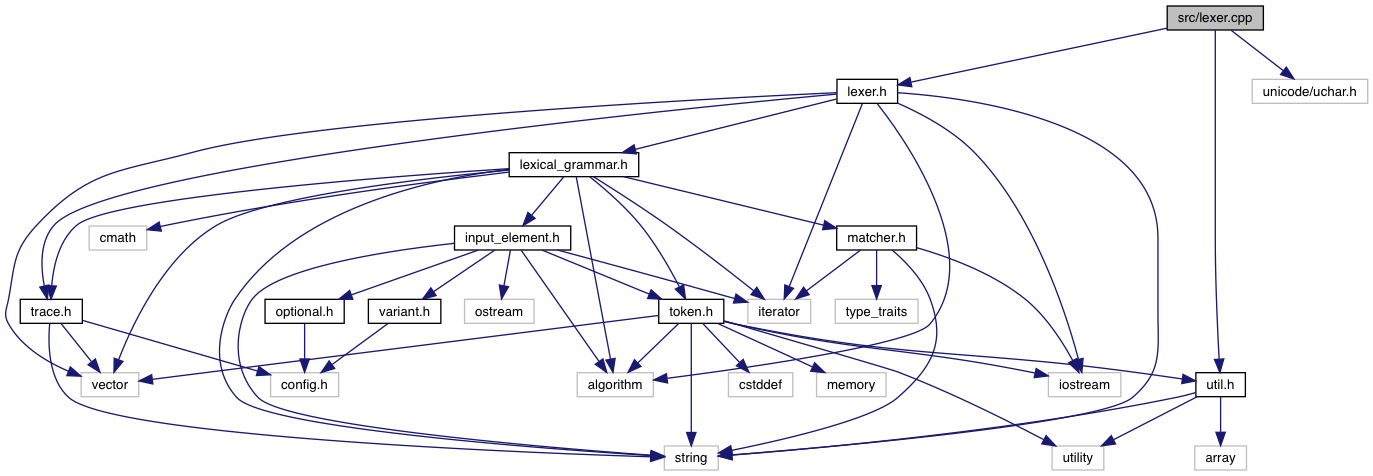 src/lexer.cpp
lexer.h
unicode/uchar.h
lexical_grammar.h
cmath
input_element.h
matcher.h
trace.h
optional.h
variant.h
ostream
token.h
iterator
type_traits
vector
config.h
algorithm
cstddef
memory
iostream
util.h
string
utility
array